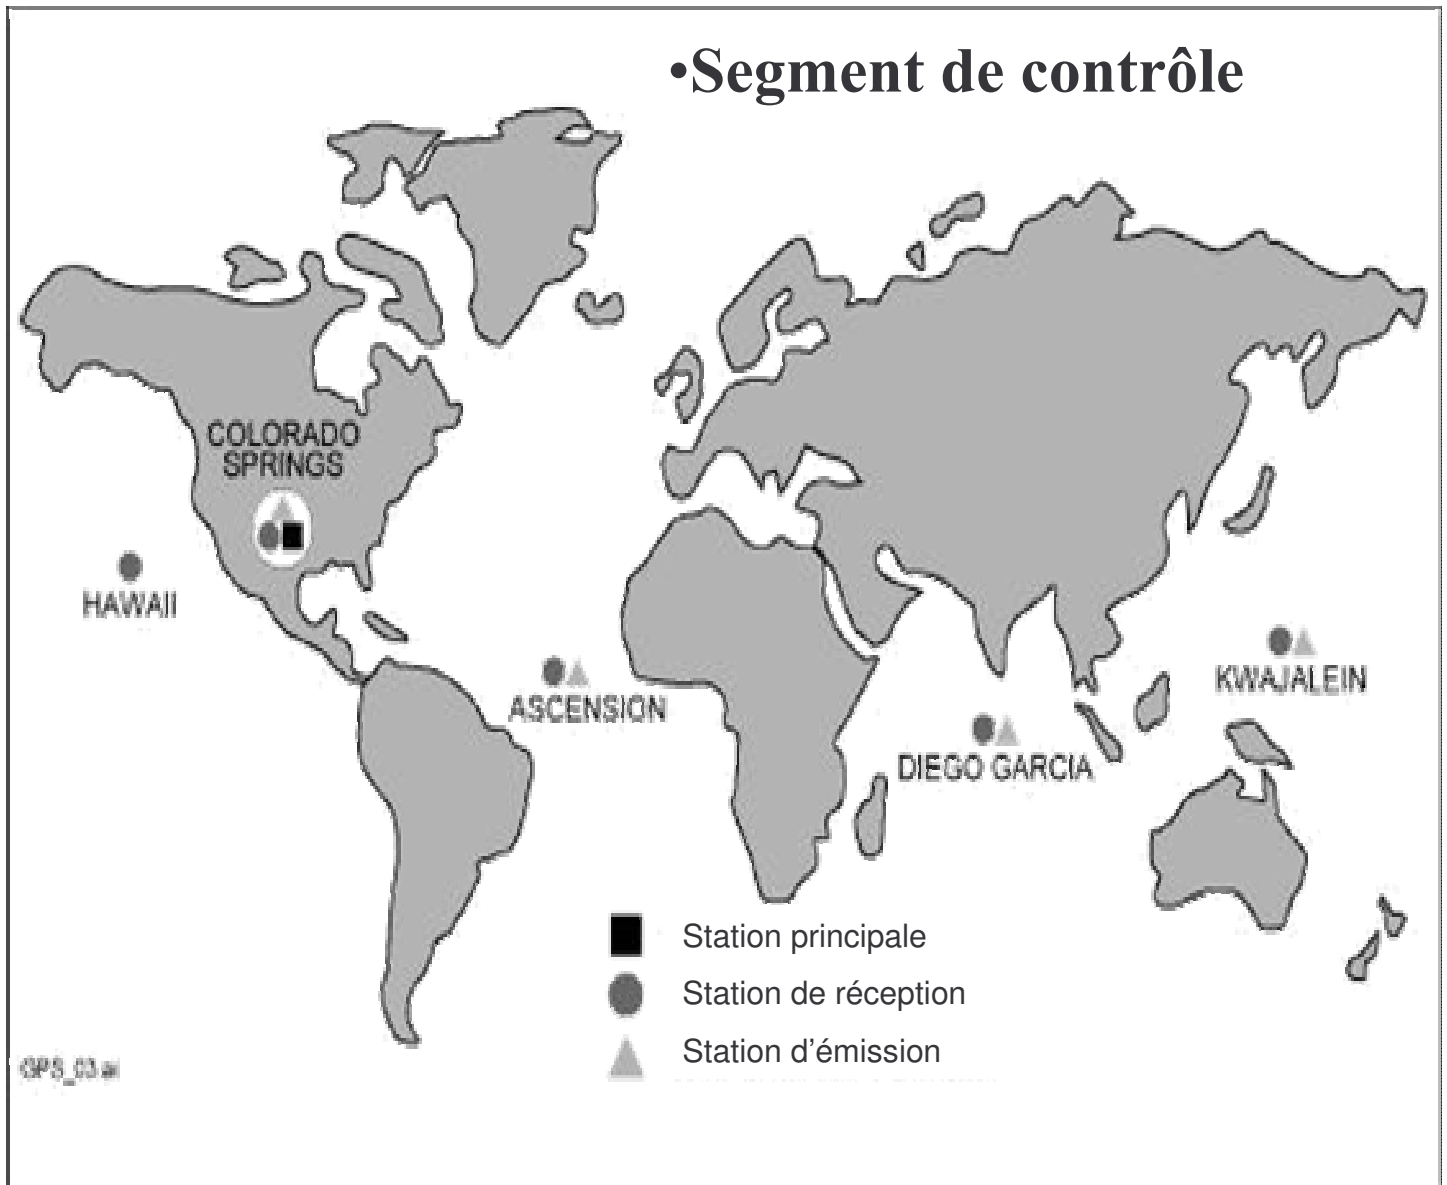 •Segment de contrôle
COLORADO
SPRINGS
HAWAII
ASCENSION
KWAJALEIN
DIEGO GARCIA
Station principale
Station de réception
Station d’émission
GPS_03.ai